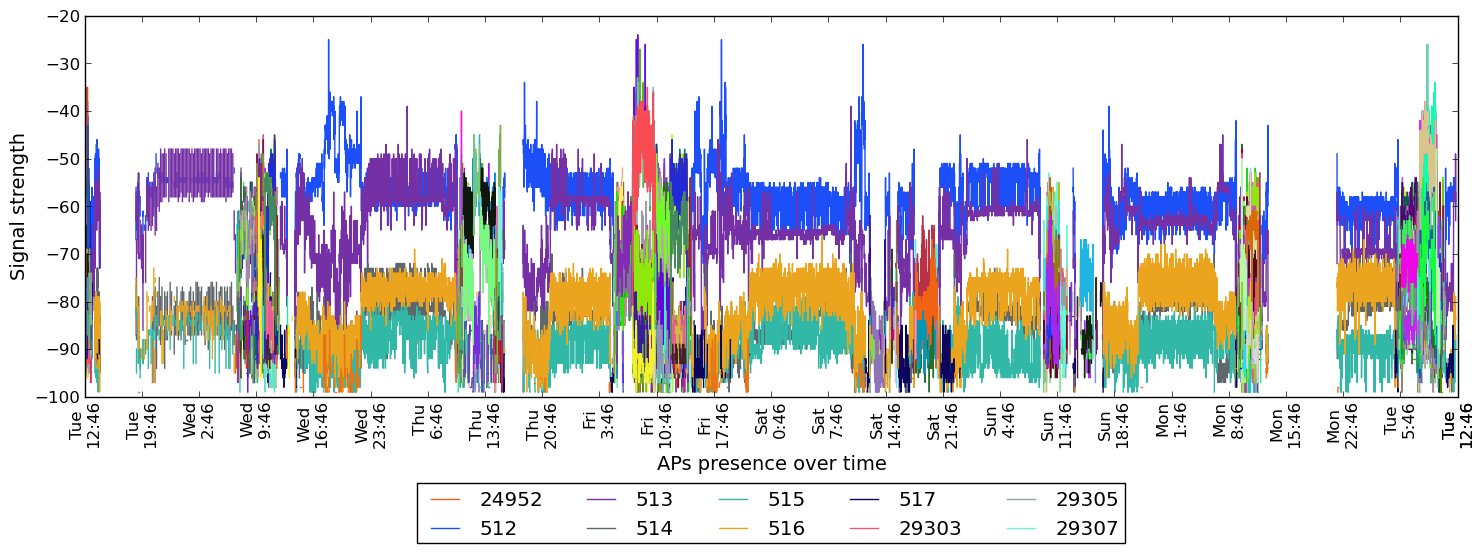 Signal strength
−20
−30
−40
−50
−60
−70
−80
−90
−100
Tue 12:46
Tue 19:46
Wed 2:46
Wed 9:46
Wed 16:46
Wed 23:46
Thu 6:46
Thu 13:46
Thu 20:46
Fri 3:46
Fri 10:46
Fri 17:46
Sat 0:46
Sat 7:46
Sat 14:46
Sat 21:46
Sun 4:46
Sun 11:46
Sun 18:46
Mon 1:46
Mon 8:46
Mon 15:46
Mon 22:46
Tue 5:46
Tue 12:46
APs presence over time
24952 513 515 517 29305
512 514 516 29303 29307